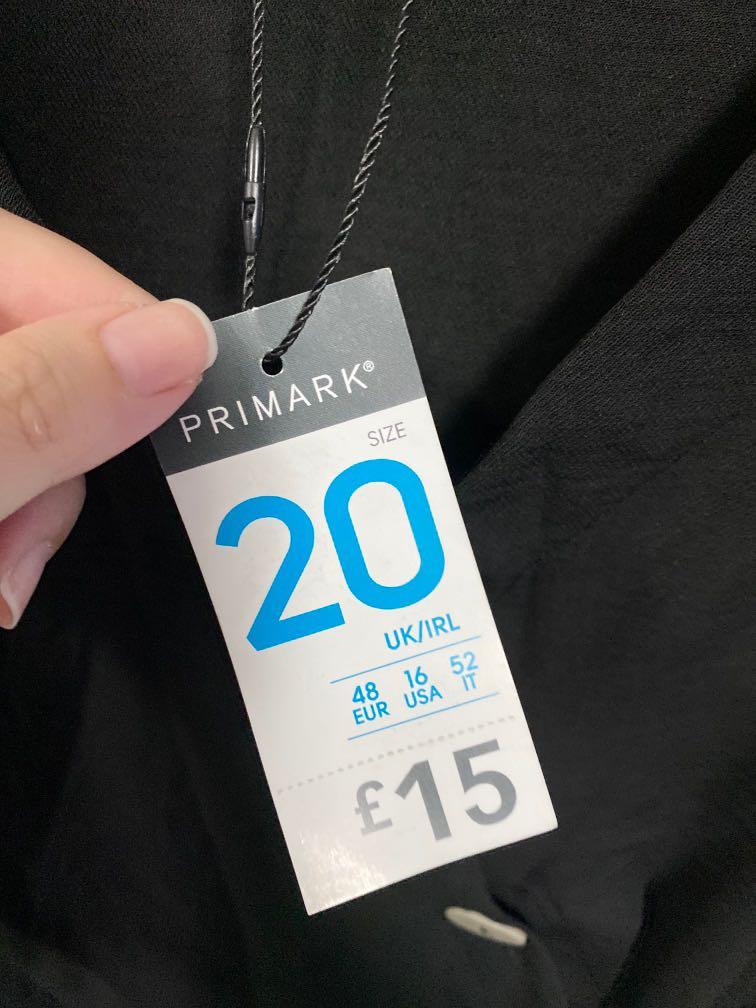 PRIMARK®
SIZE
20
UK/IRL
48 16 52
EUR USA IT
£15